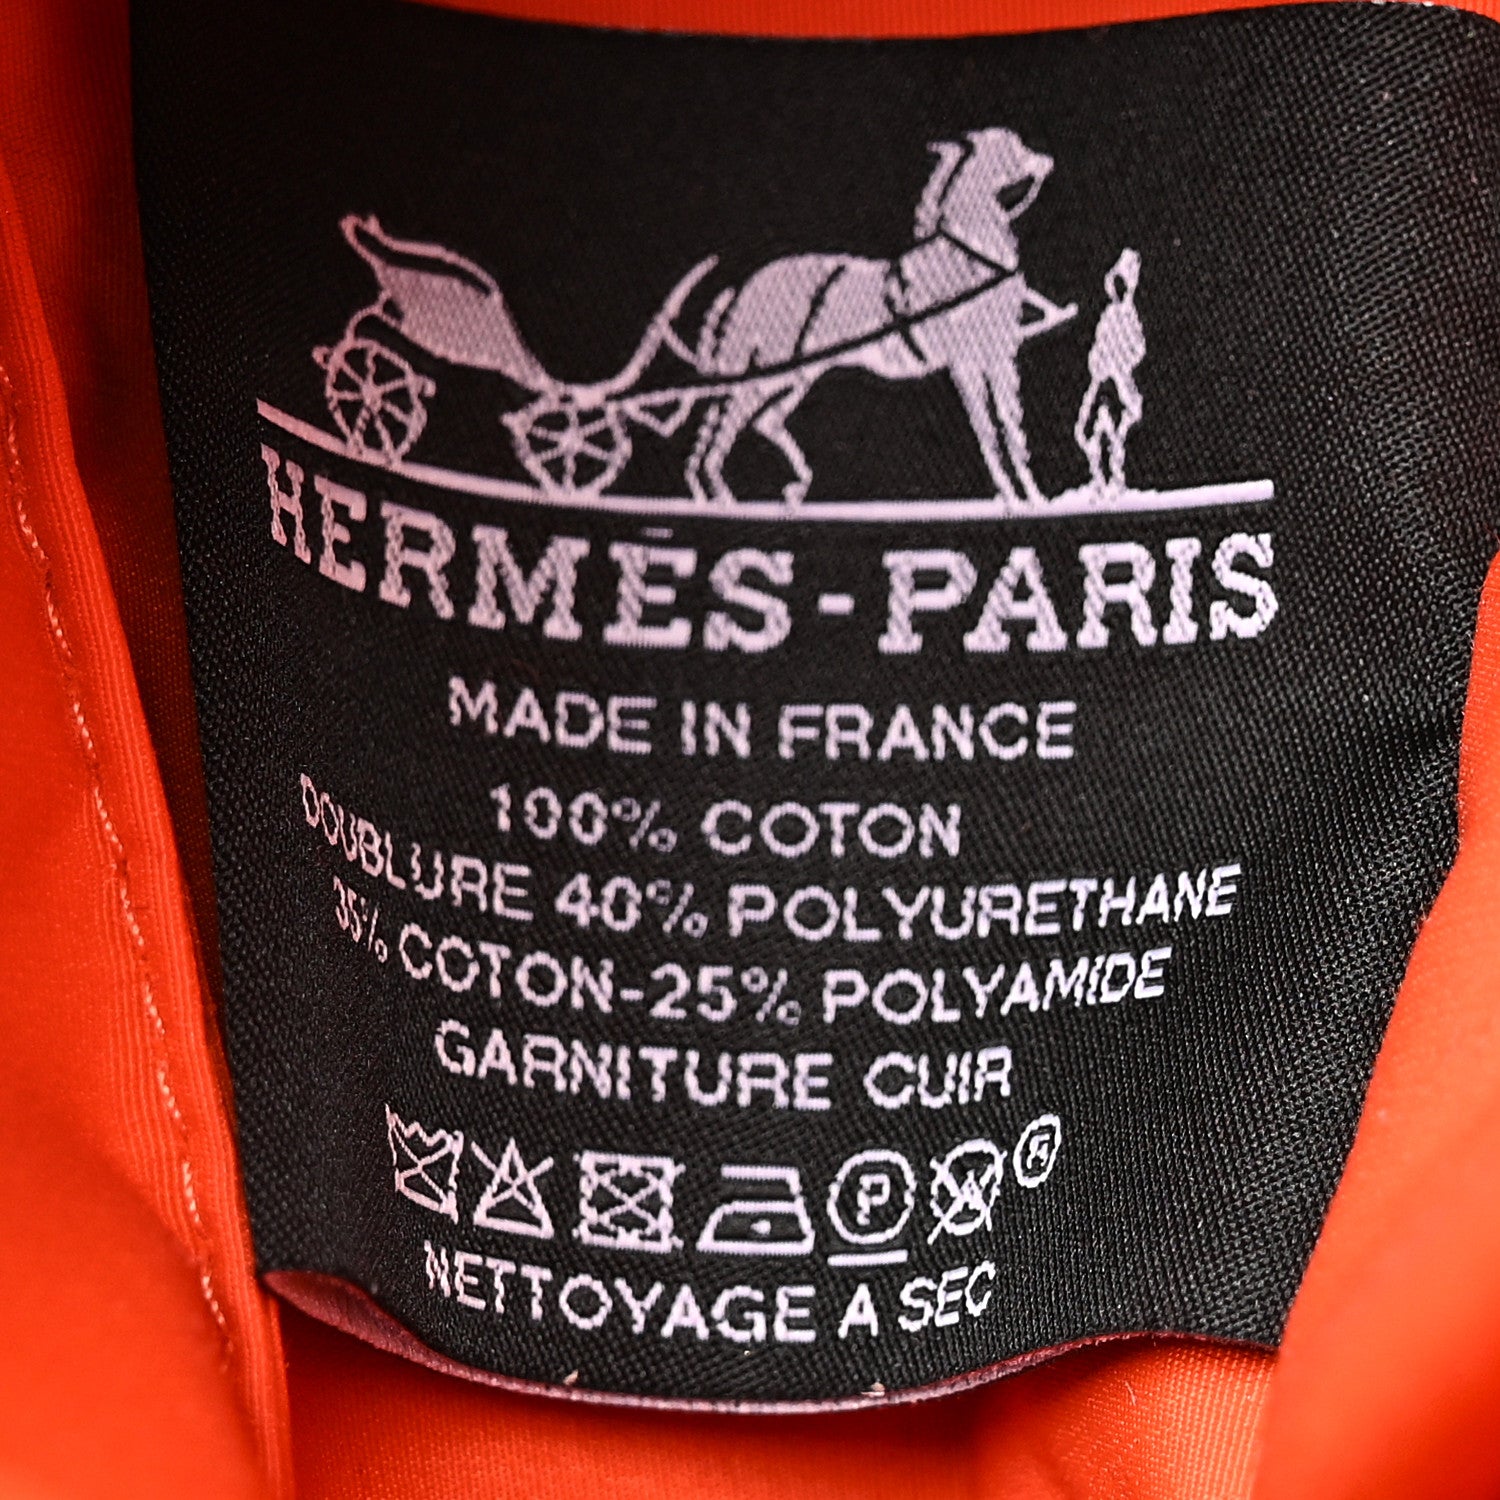 HERMÈS-PARIS
MADE IN FRANCE
100% COTON
DOUBLURE 40% POLYURETHANE
35% COTON-25% POLYAMIDE
GARNITURE CUIR
P A ®
NETTOYAGE A SEC